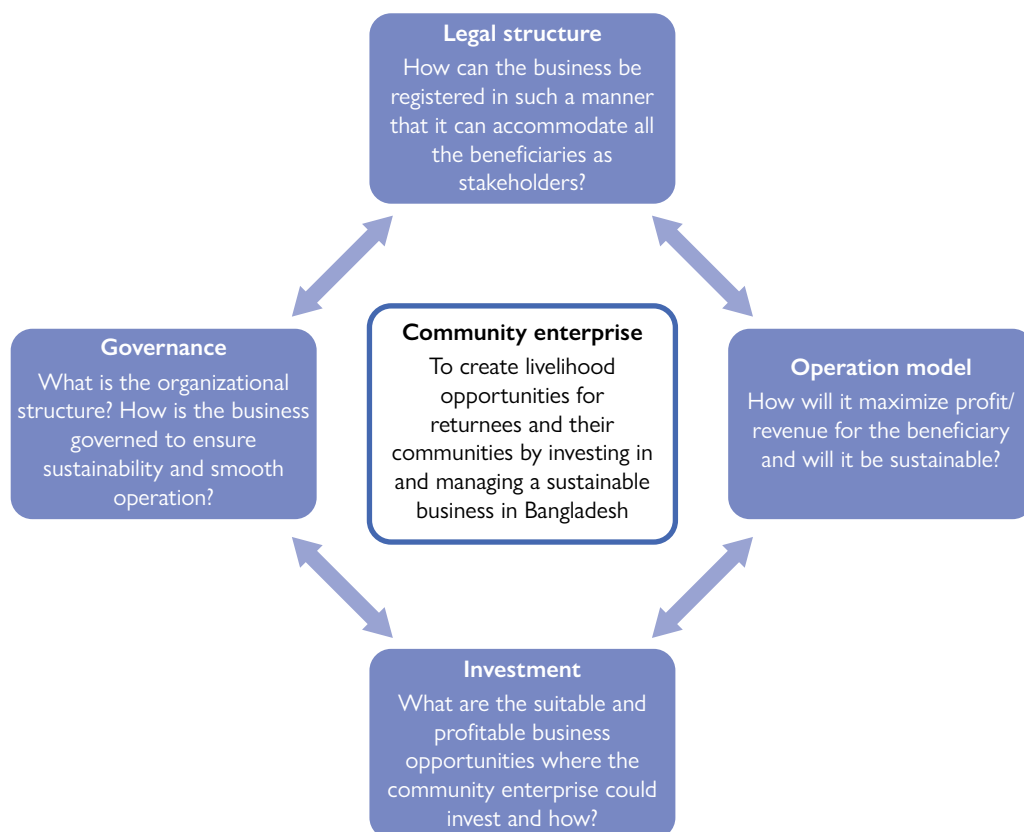 Legal structure
How can the business be
registered in such a manner
that it can accommodate all
the beneficiaries as
stakeholders?
Governance
What is the organizational
structure? How is the business
governed to ensure
sustainability and smooth
operation?
Community enterprise
To create livelihood
opportunities for
returnees and their
communities by investing in
and managing a sustainable
business in Bangladesh
Operation model
How will it maximize profit/
revenue for the beneficiary
and will it be sustainable?
Investment
What are the suitable and
profitable business
opportunities where the
community enterprise could
invest and how?